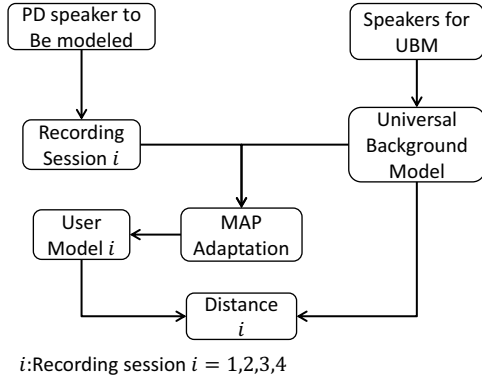 PD speaker to
Be modeled
Speakers for
UBM
Recording
Session i
Universal
Background
Model
User
Model i
MAP
Adaptation
Distance
i
i:Recording session i = 1,2,3,4